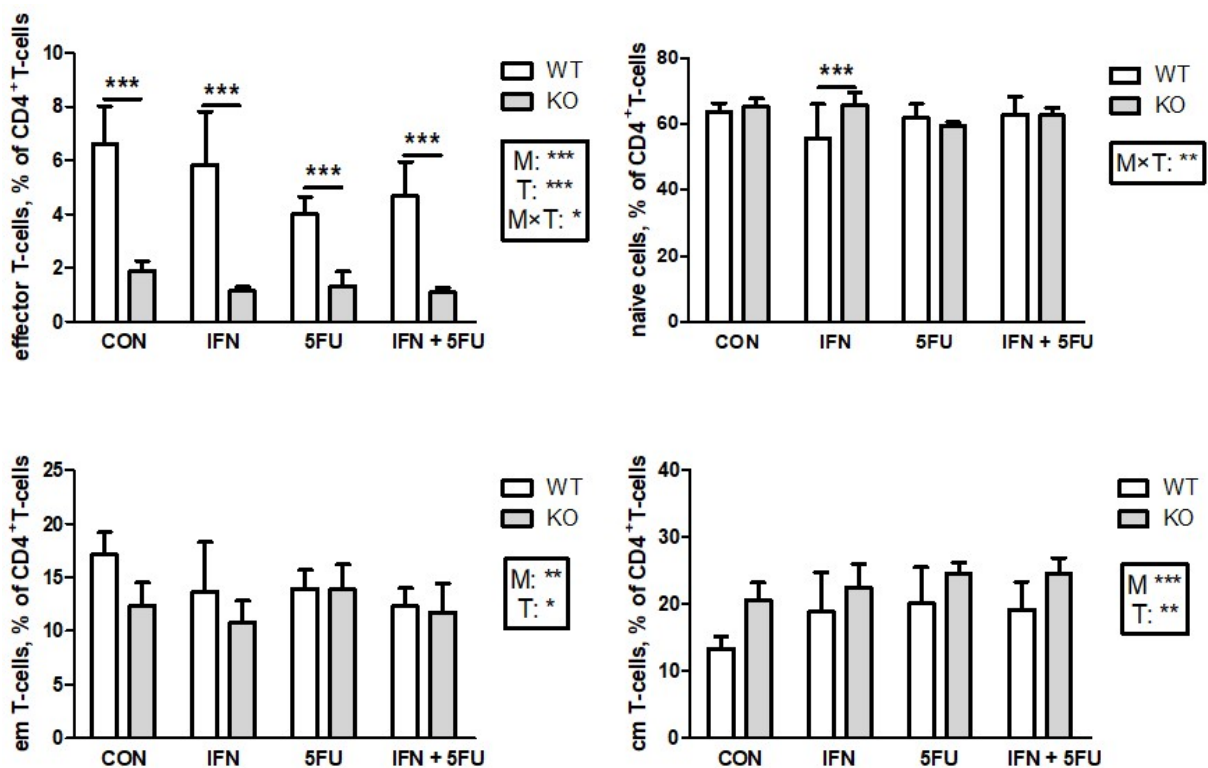 effector T-cells, % of CD4+T-cells
10
8
6
4
2
0
***
***
***
***
CON
IFN
5FU
IFN + 5FU
WT
KO
M: ***
T: ***
M×T: *
naive cells, % of CD4+T-cells
80
60
40
20
0
***
CON
IFN
5FU
IFN + 5FU
WT
KO
M×T: **
em T-cells, % of CD4+T-cells
25
20
15
10
5
0
CON
IFN
5FU
IFN + 5FU
WT
KO
M: **
T: *
cm T-cells, % of CD4+T-cells
40
30
20
10
0
CON
IFN
5FU
IFN + 5FU
WT
KO
M ***
T: **